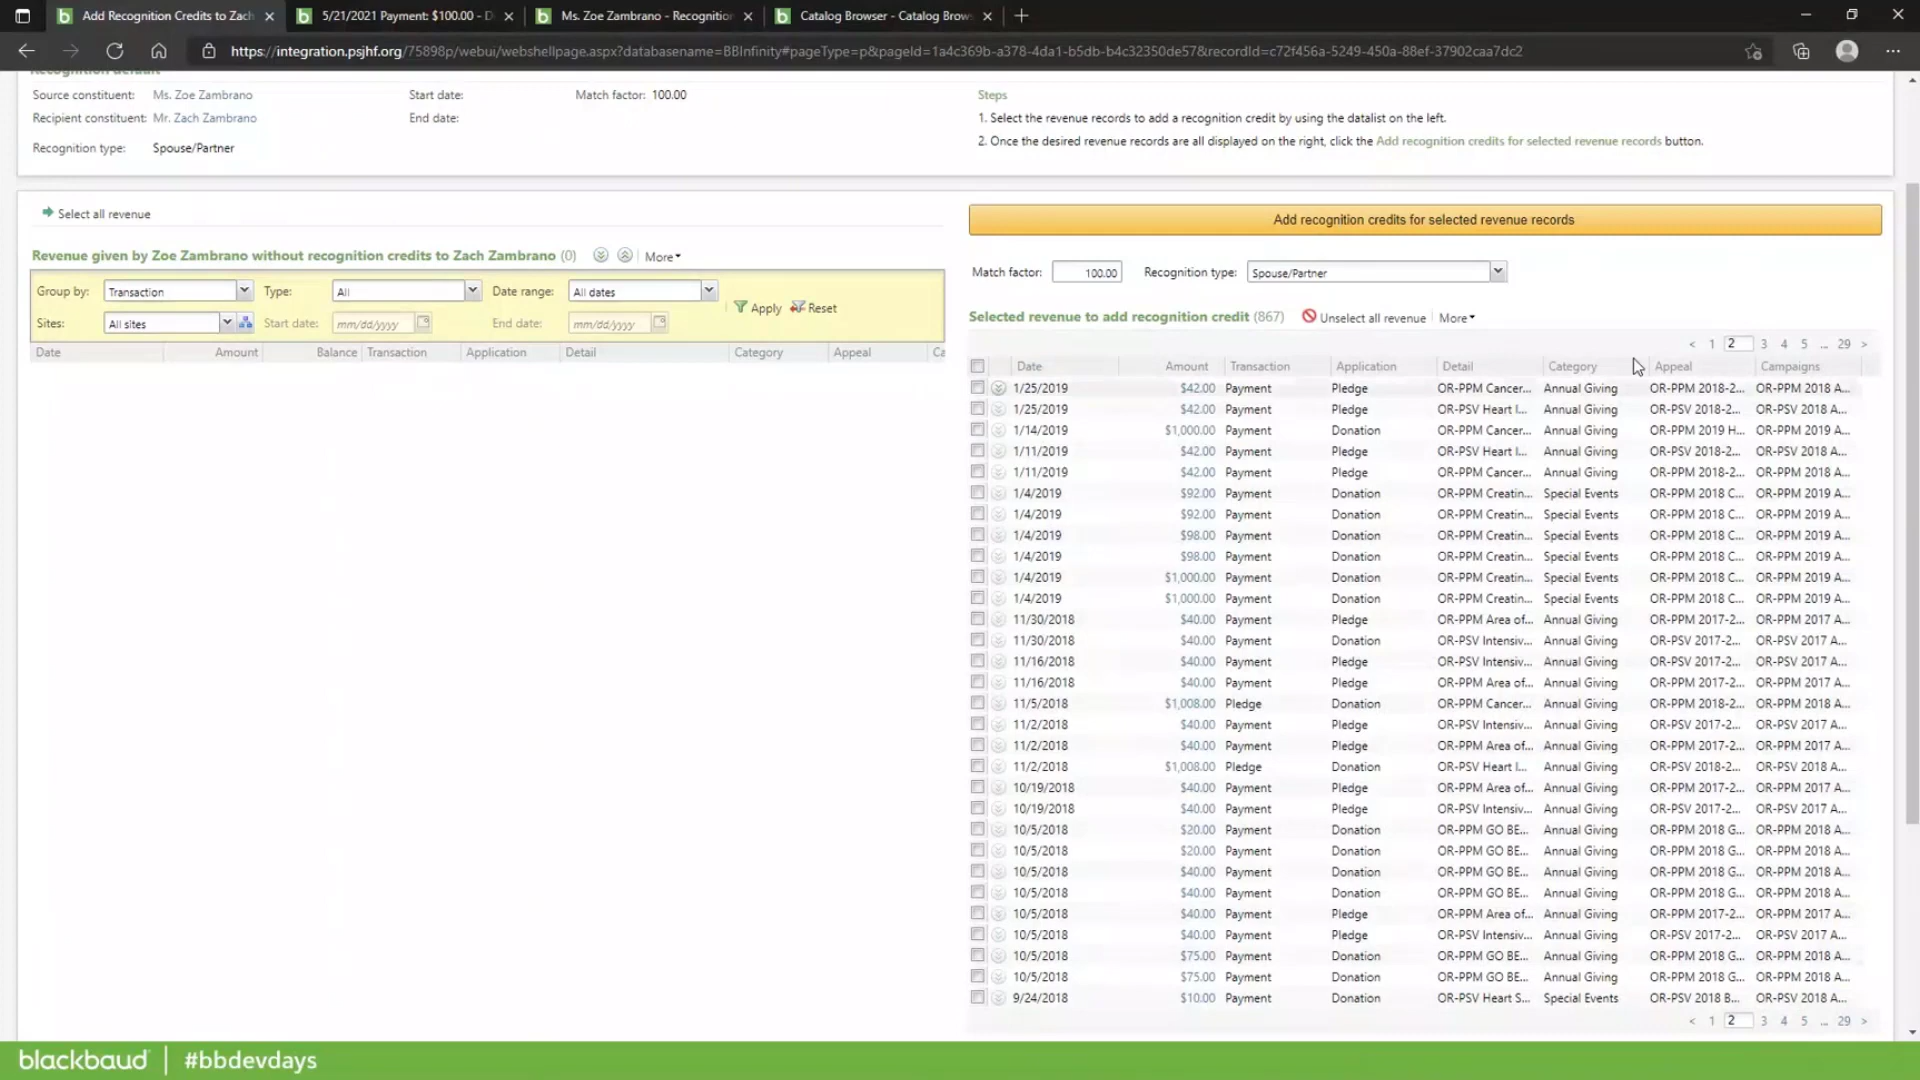 Add Recognition Credits to Zach
5/21/2021 Payment: $100.00 - D
Ms. Zoe Zambrano - Recognition
Catalog Browser - Catalog Brow
https://integration.psjhf.org/75898p/webui/webshellpage.aspx?databasename=BBInfinity#pageType=p&pageId=1a4c369b-a378-4da1-b5db-b4c32350de57&recordId=c72f456a-5249-450a-88ef-37902caa7dc2
Recognition default
Source constituent: Ms. Zoe Zambrano Start date: Match factor: 100.00
Recipient constituent: Mr. Zach Zambrano End date:
Recognition type: Spouse/Partner
Steps
1. Select the revenue records to add a recognition credit by using the datalist on the left.
2. Once the desired revenue records are all displayed on the right, click the Add recognition credits for selected revenue records button.
Select all revenue
Revenue given by Zoe Zambrano without recognition credits to Zach Zambrano (0) More
Group by: Transaction Type: All Date range: All dates
Apply Reset
Sites: All sites Start date: mm/dd/yyyy End date: mm/dd/yyyy
Date Amount Balance Transaction Application Detail Category Appeal Ca
Add recognition credits for selected revenue records
Match factor: 100.00 Recognition type: Spouse/Partner
Selected revenue to add recognition credit (867) Unselect all revenue More
< 1 2 3 4 5 ... 29 >
Date Amount Transaction Application Detail Category Appeal Campaigns
1/25/2019 $42.00 Payment Pledge OR-PPM Cancer... Annual Giving OR-PPM 2018-2... OR-PPM 2018 A...
1/25/2019 $42.00 Payment Pledge OR-PSV Heart I... Annual Giving OR-PSV 2018-2... OR-PSV 2018 A...
1/14/2019 $1,000.00 Payment Donation OR-PPM Cancer... Annual Giving OR-PPM 2019 H... OR-PPM 2019 A...
1/11/2019 $42.00 Payment Pledge OR-PSV Heart I... Annual Giving OR-PSV 2018-2... OR-PSV 2018 A...
1/11/2019 $42.00 Payment Pledge OR-PPM Cancer... Annual Giving OR-PPM 2018-2... OR-PPM 2018 A...
1/4/2019 $92.00 Payment Donation OR-PPM Creatin... Special Events OR-PPM 2018 C... OR-PPM 2019 A...
1/4/2019 $92.00 Payment Donation OR-PPM Creatin... Special Events OR-PPM 2018 C... OR-PPM 2019 A...
1/4/2019 $98.00 Payment Donation OR-PPM Creatin... Special Events OR-PPM 2018 C... OR-PPM 2019 A...
1/4/2019 $98.00 Payment Donation OR-PPM Creatin... Special Events OR-PPM 2018 C... OR-PPM 2019 A...
1/4/2019 $1,000.00 Payment Donation OR-PPM Creatin... Special Events OR-PPM 2018 C... OR-PPM 2019 A...
1/4/2019 $1,000.00 Payment Donation OR-PPM Creatin... Special Events OR-PPM 2018 C... OR-PPM 2019 A...
11/30/2018 $40.00 Payment Pledge OR-PPM Area of... Annual Giving OR-PPM 2017-2... OR-PPM 2017 A...
11/30/2018 $40.00 Payment Donation OR-PSV Intensiv... Annual Giving OR-PSV 2017-2... OR-PSV 2017 A...
11/16/2018 $40.00 Payment Pledge OR-PSV Intensiv... Annual Giving OR-PSV 2017-2... OR-PSV 2017 A...
11/16/2018 $40.00 Payment Pledge OR-PPM Area of... Annual Giving OR-PPM 2017-2... OR-PPM 2017 A...
11/5/2018 $1,008.00 Pledge Donation OR-PPM Cancer... Annual Giving OR-PPM 2018-2... OR-PPM 2018 A...
11/2/2018 $40.00 Payment Pledge OR-PSV Intensiv... Annual Giving OR-PSV 2017-2... OR-PSV 2017 A...
11/2/2018 $40.00 Payment Pledge OR-PPM Area of... Annual Giving OR-PPM 2017-2... OR-PPM 2017 A...
11/2/2018 $1,008.00 Pledge Donation OR-PSV Heart I... Annual Giving OR-PSV 2018-2... OR-PSV 2018 A...
10/19/2018 $40.00 Payment Pledge OR-PPM Area of... Annual Giving OR-PPM 2017-2... OR-PPM 2017 A...
10/19/2018 $40.00 Payment Pledge OR-PSV Intensiv... Annual Giving OR-PSV 2017-2... OR-PSV 2017 A...
10/5/2018 $20.00 Payment Donation OR-PPM GO BE... Annual Giving OR-PPM 2018 G... OR-PPM 2018 A...
10/5/2018 $20.00 Payment Donation OR-PPM GO BE... Annual Giving OR-PPM 2018 G... OR-PPM 2018 A...
10/5/2018 $40.00 Payment Donation OR-PPM GO BE... Annual Giving OR-PPM 2018 G... OR-PPM 2018 A...
10/5/2018 $40.00 Payment Donation OR-PPM GO BE... Annual Giving OR-PPM 2018 G... OR-PPM 2018 A...
10/5/2018 $40.00 Payment Pledge OR-PPM Area of... Annual Giving OR-PPM 2017-2... OR-PPM 2017 A...
10/5/2018 $40.00 Payment Pledge OR-PSV Intensiv... Annual Giving OR-PSV 2017-2... OR-PSV 2017 A...
10/5/2018 $75.00 Payment Donation OR-PPM GO BE... Annual Giving OR-PPM 2018 G... OR-PPM 2018 A...
10/5/2018 $75.00 Payment Donation OR-PPM GO BE... Annual Giving OR-PPM 2018 G... OR-PPM 2018 A...
9/24/2018 $10.00 Payment Donation OR-PSV Heart S... Special Events OR-PSV 2018 B... OR-PSV 2018 A...
< 1 2 3 4 5 ... 29 >
blackbaud #bbdevdays